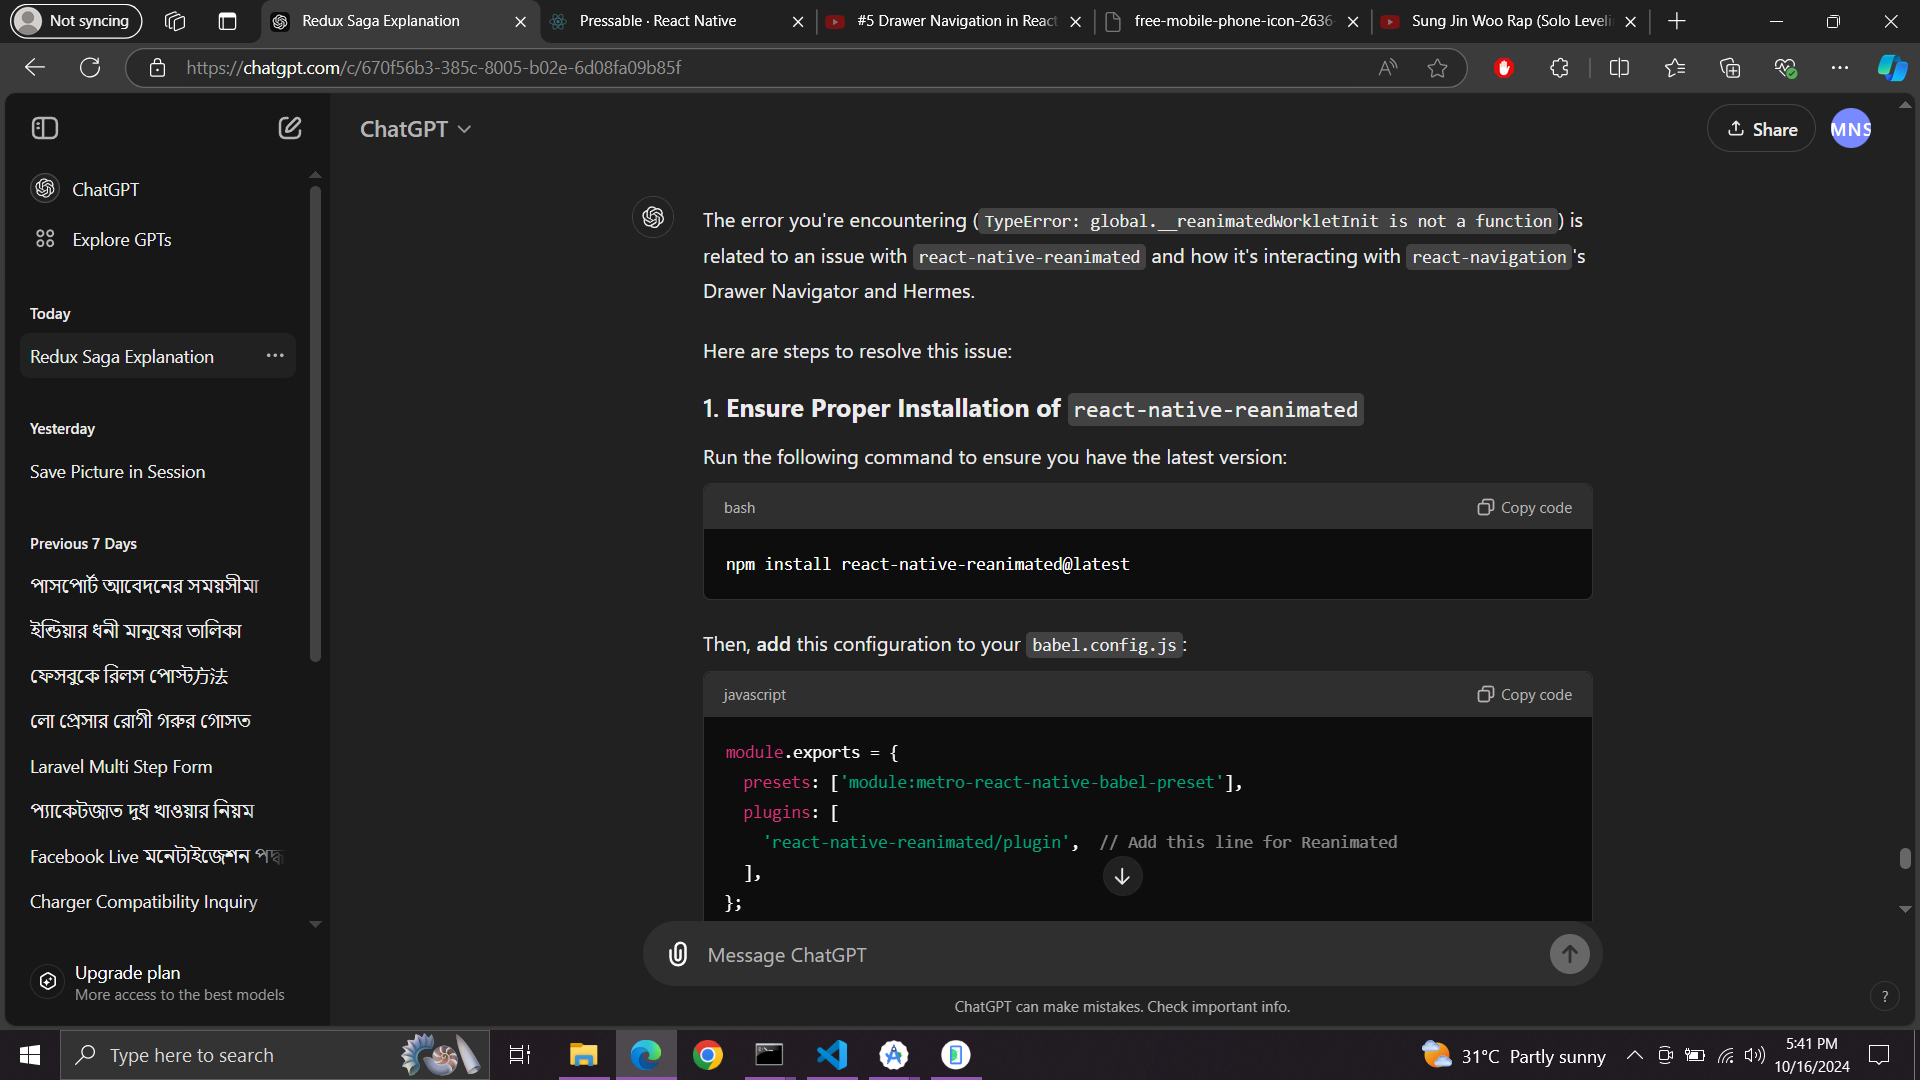 Not syncing
Redux Saga Explanation
Pressable · React Native
#5 Drawer Navigation in React
free-mobile-phone-icon-2636-
Sung Jin Woo Rap (Solo Leveli
https://chatgpt.com/c/670f56b3-385c-8005-b02e-6d08fa09b85f
ChatGPT
Explore GPTs
Today
Redux Saga Explanation
Yesterday
Save Picture in Session
Previous 7 Days
পাসপোর্ট আবেদনের সময়সীমা
ইন্ডিয়ার ধনী মানুষের তালিকা
ফেসবুকে রিলস পোস্ট方法
লো প্রেসার রোগী গরুর গোসত
Laravel Multi Step Form
প্যাকেটজাত দুধ খাওয়ার নিয়ম
Facebook Live মনেটাইজেশন পদ্ধ
Charger Compatibility Inquiry
Upgrade plan
More access to the best models
ChatGPT
Share
MNS
The error you're encountering (TypeError: global.__reanimatedWorkletInit is not a function) is
related to an issue with react-native-reanimated and how it's interacting with react-navigation's
Drawer Navigator and Hermes.
Here are steps to resolve this issue:
1. Ensure Proper Installation of react-native-reanimated
Run the following command to ensure you have the latest version:
bash
Copy code
npm install react-native-reanimated@latest
Then, add this configuration to your babel.config.js:
javascript
Copy code
module.exports = {
presets: ['module:metro-react-native-babel-preset'],
plugins: [
'react-native-reanimated/plugin', // Add this line for Reanimated
],
};
Message ChatGPT
ChatGPT can make mistakes. Check important info.
?
Type here to search
31°C Partly sunny
5:41 PM
10/16/2024